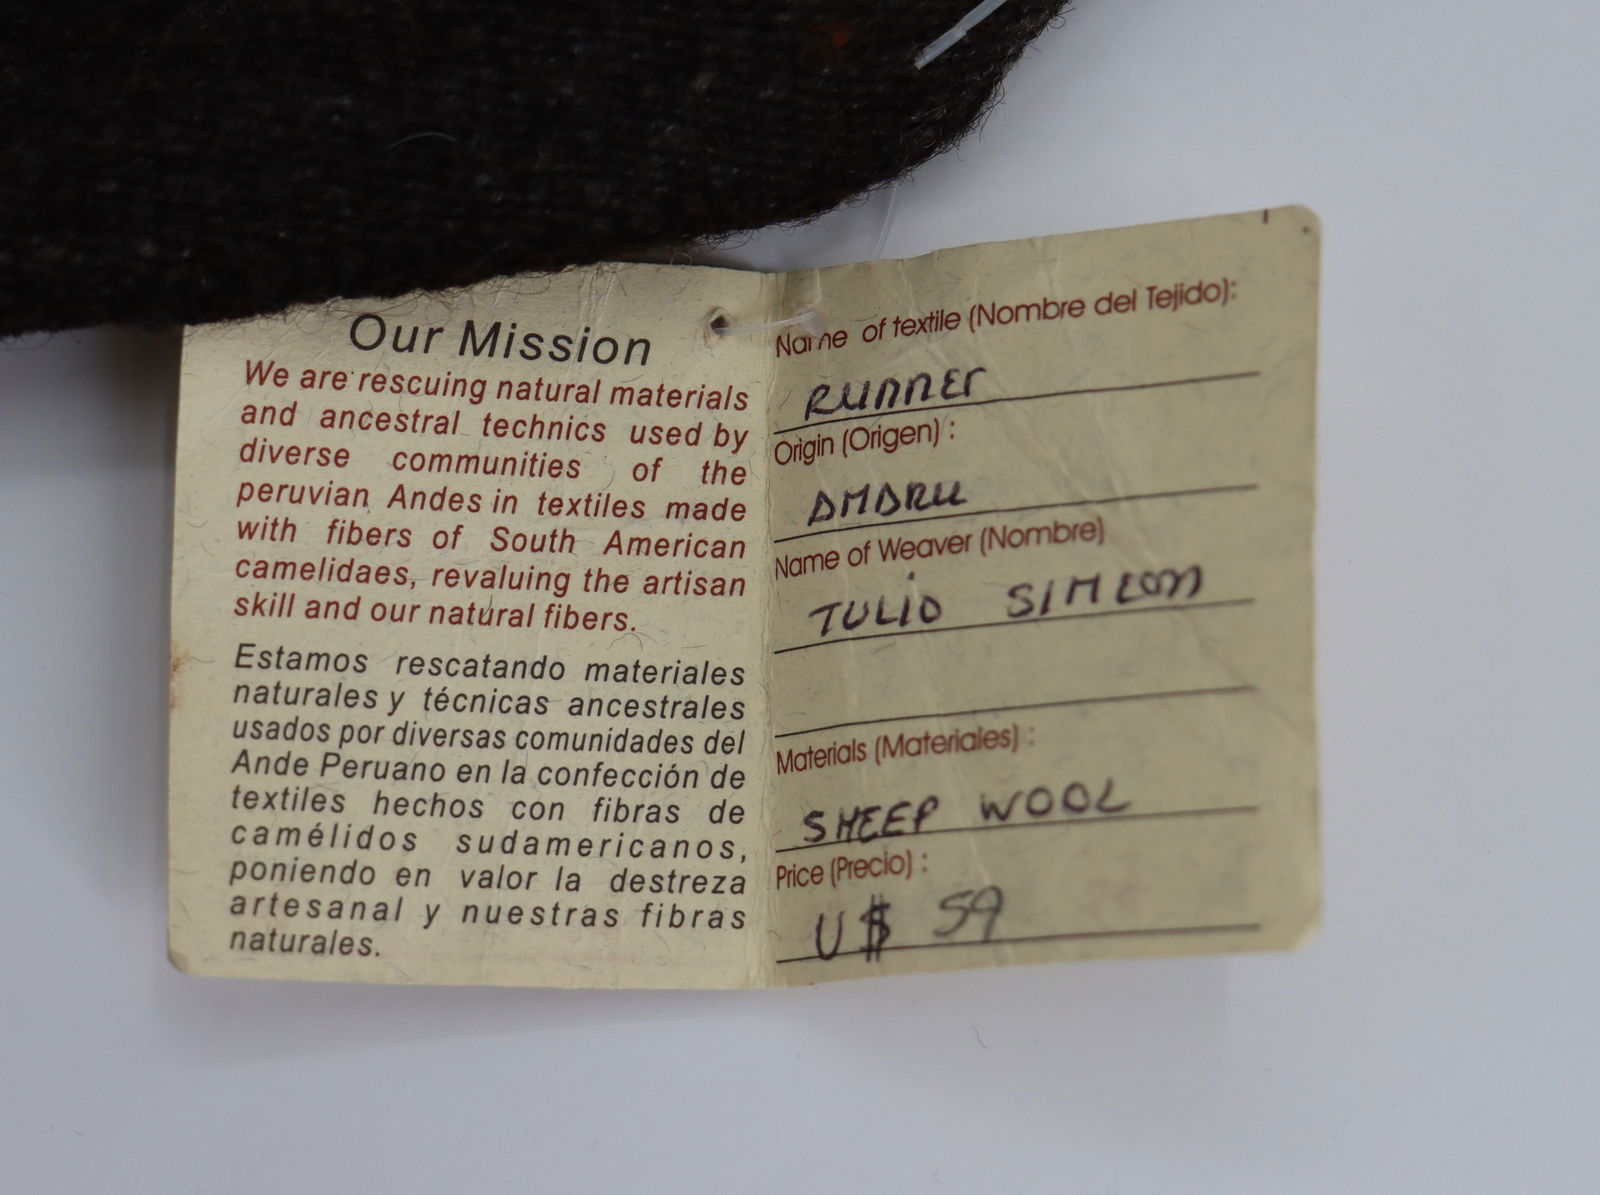 Our Mission
We are rescuing natural materials
and ancestral technics used by
diverse communities of the
peruvian Andes in textiles made
with fibers of South American
camelidaes, revaluing the artisan
skill and our natural fibers.
Estamos rescatando materiales
naturales y técnicas ancestrales
usados por diversas comunidades del
Ande Peruano en la confección de
textiles hechos con fibras de
camélidos sudamericanos,
poniendo en valor la destreza
artesanal y nuestras fibras
naturales.
Name of textile (Nombre del Tejido):
RUNNER
Origin (Origen) :
AMARU
Name of Weaver (Nombre)
TULIO SIMEON
Materials (Materiales) :
SHEEP WOOL
Price (Precio) :
U$ 59